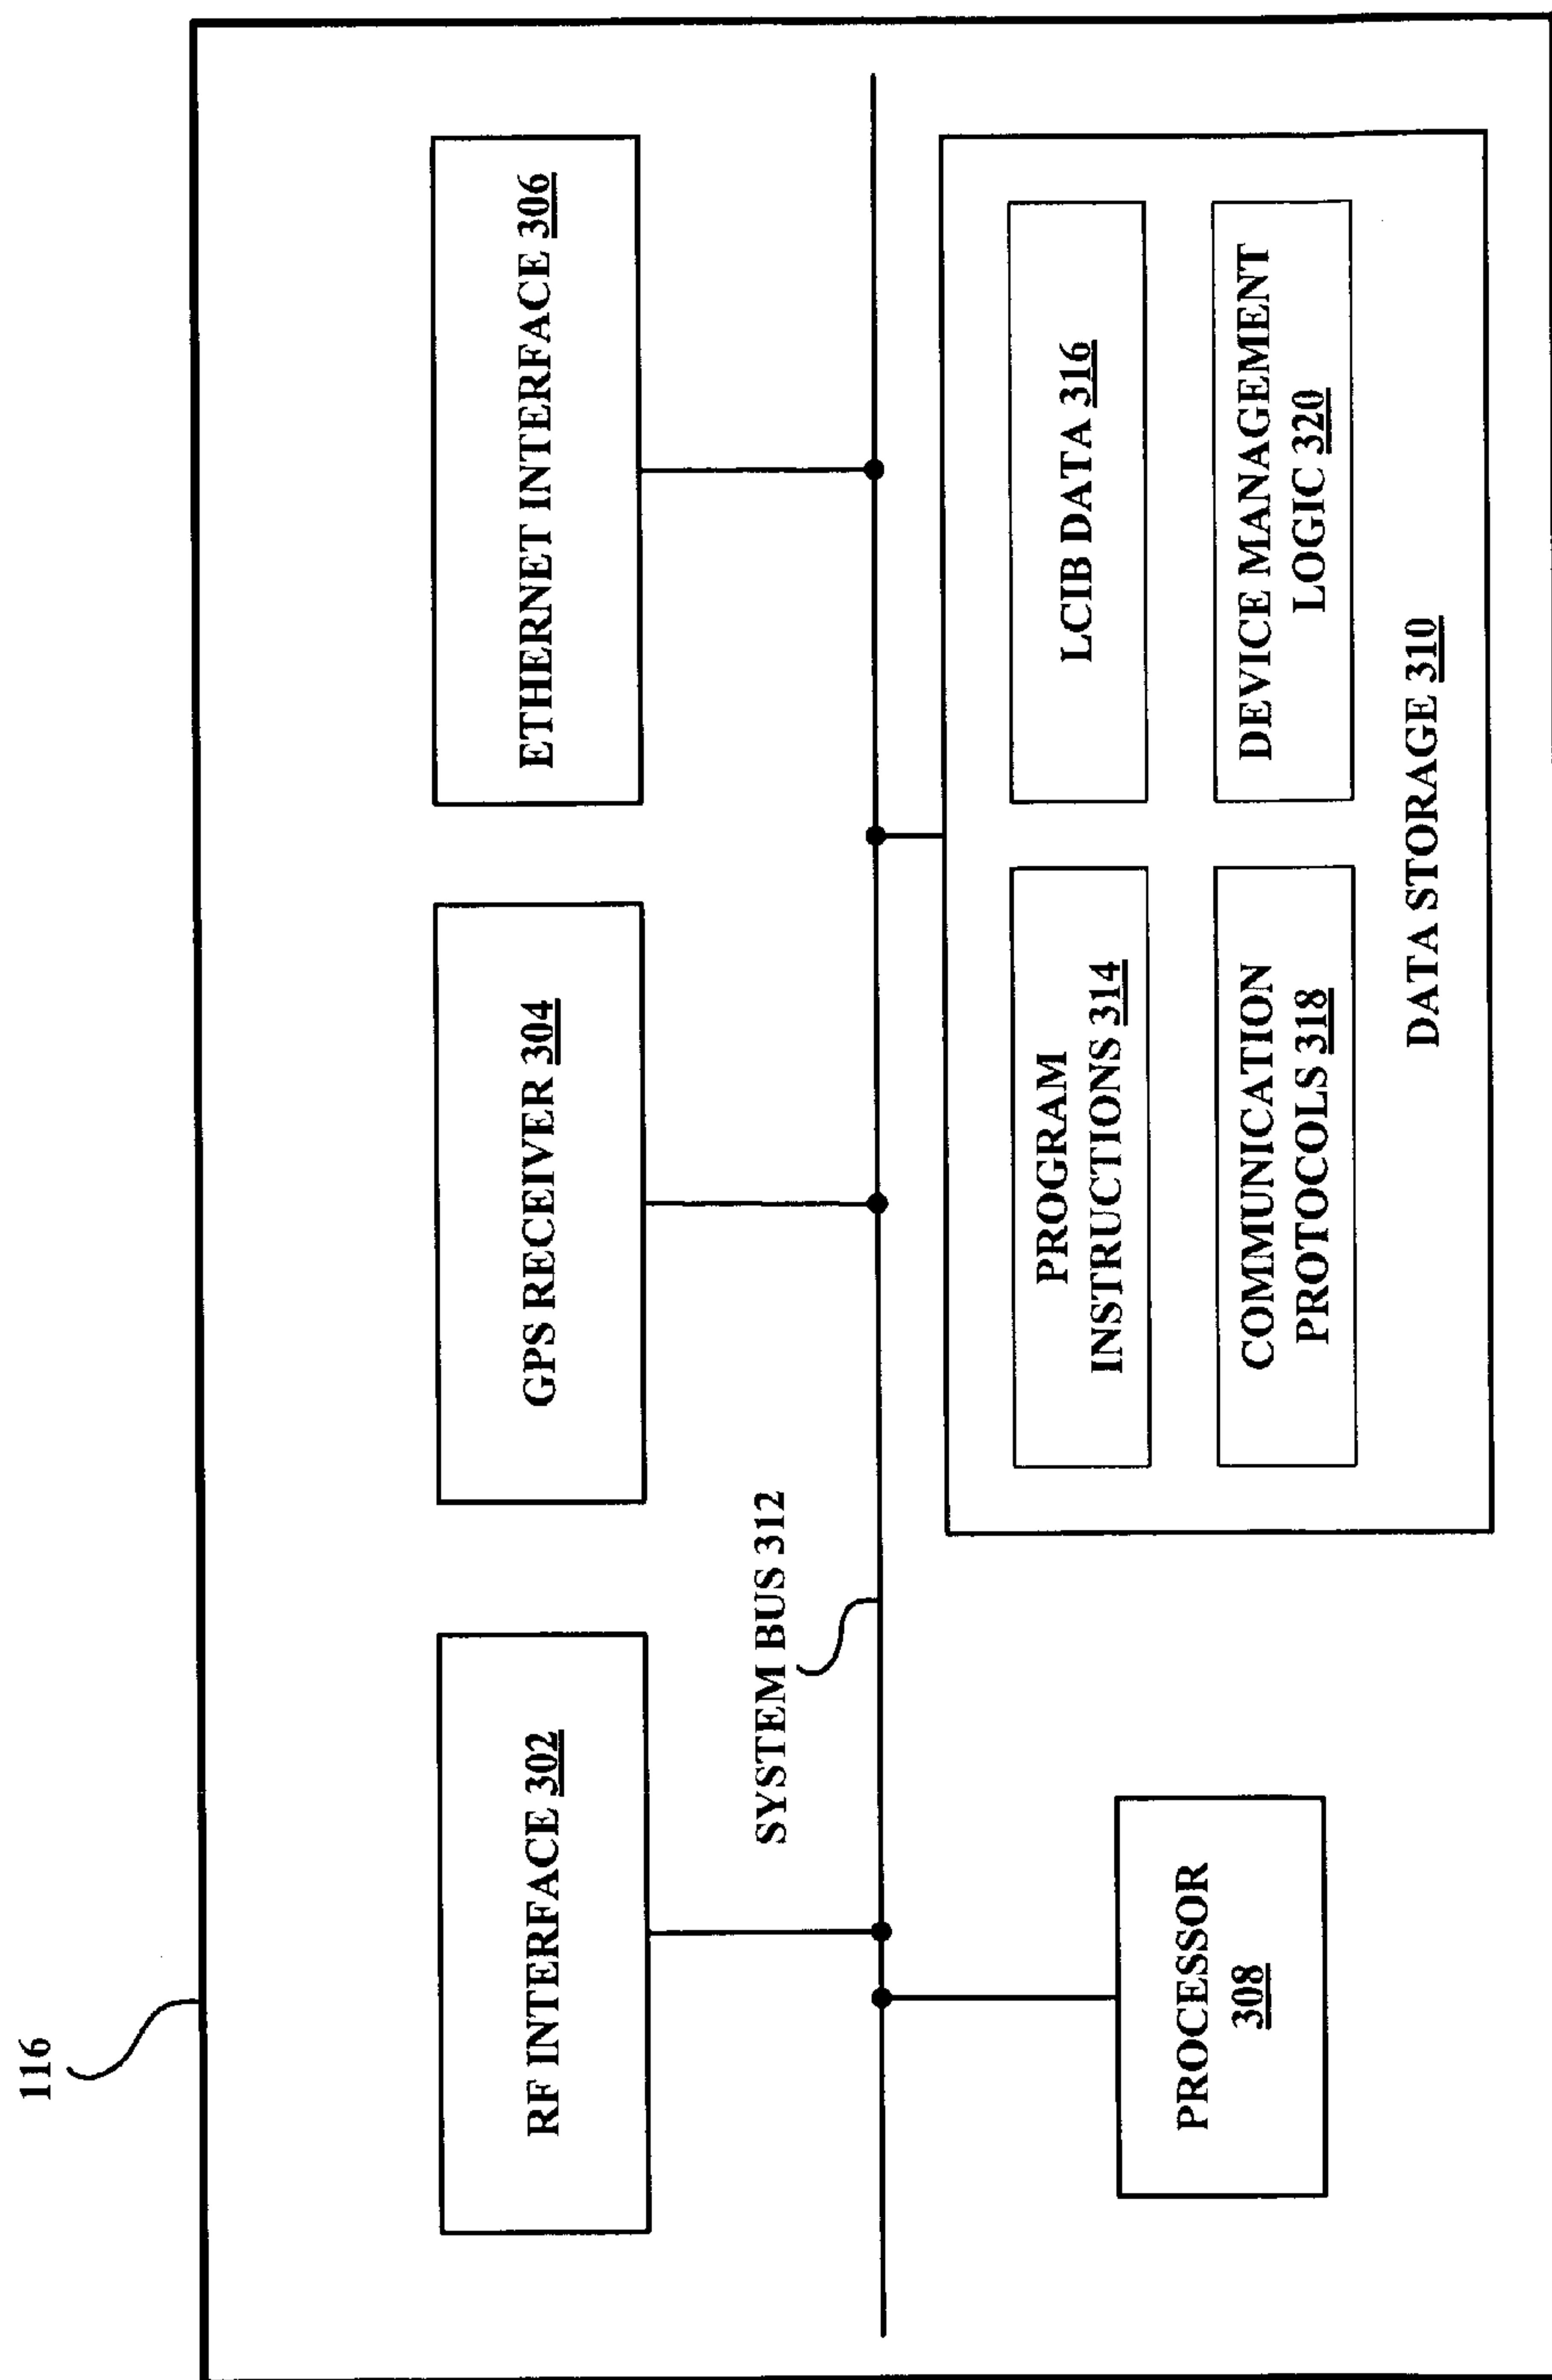 116
RF INTERFACE 302
GPS RECEIVER 304
ETHERNET INTERFACE 306
SYSTEM BUS 312
PROCESSOR
308
PROGRAM
INSTRUCTIONS 314
LCIB DATA 316
COMMUNICATION
PROTOCOLS 318
DEVICE MANAGEMENT
LOGIC 320
DATA STORAGE 310